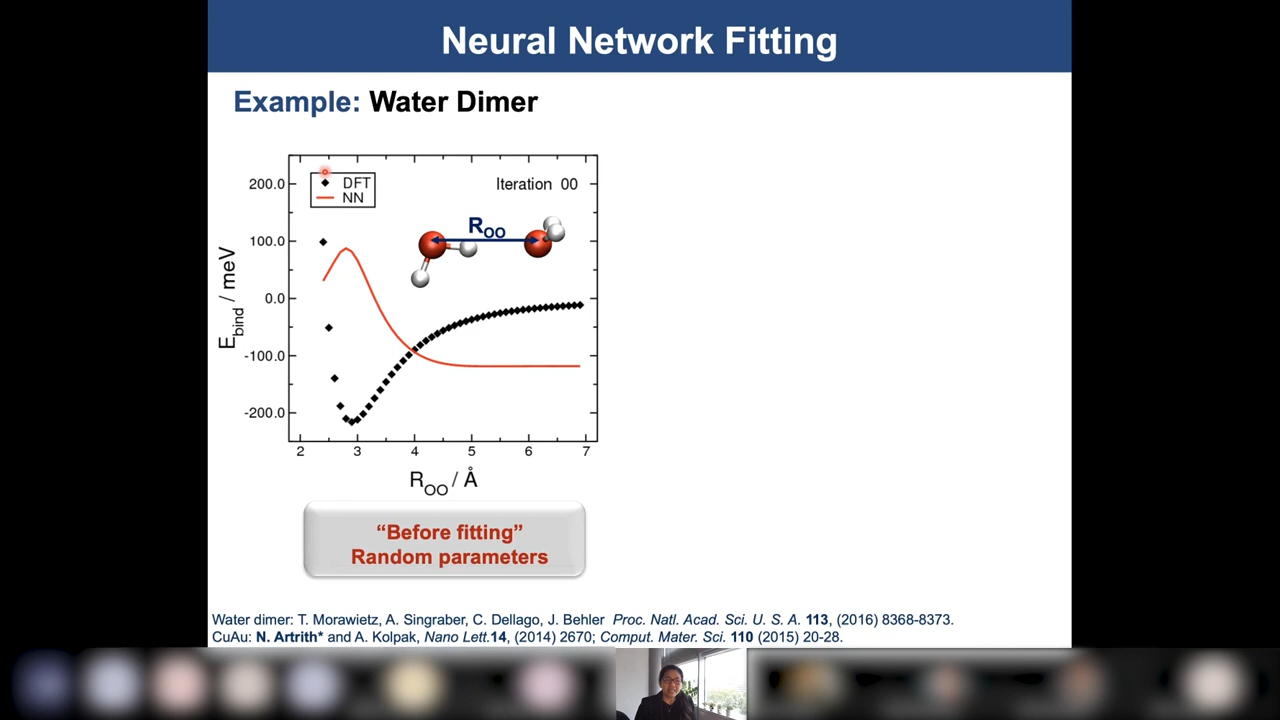 Neural Network Fitting
Example: Water Dimer
DFT
NN
Iteration 00
R_OO
200.0
100.0
0.0
-100.0
-200.0
E_bind / meV
2 3 4 5 6 7
R_OO / Å
“Before fitting”
Random parameters
Water dimer: T. Morawietz, A. Singraber, C. Dellago, J. Behler Proc. Natl. Acad. Sci. U. S. A. 113, (2016) 8368-8373.
CuAu: N. Artrith* and A. Kolpak, Nano Lett.14, (2014) 2670; Comput. Mater. Sci. 110 (2015) 20-28.